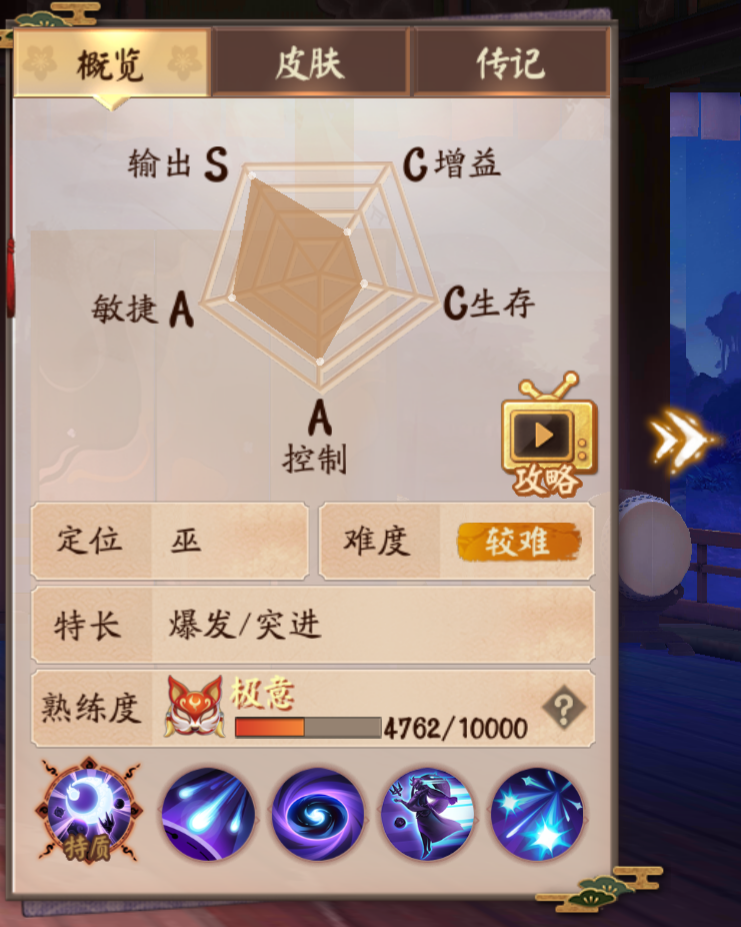 概览 皮肤 传记
输出 S C 增益
敏捷 A C 生存
A
控制
攻略
定位 巫 难度 较难
特长 爆发/突进
熟练度 极意 4762/10000 ?
特质